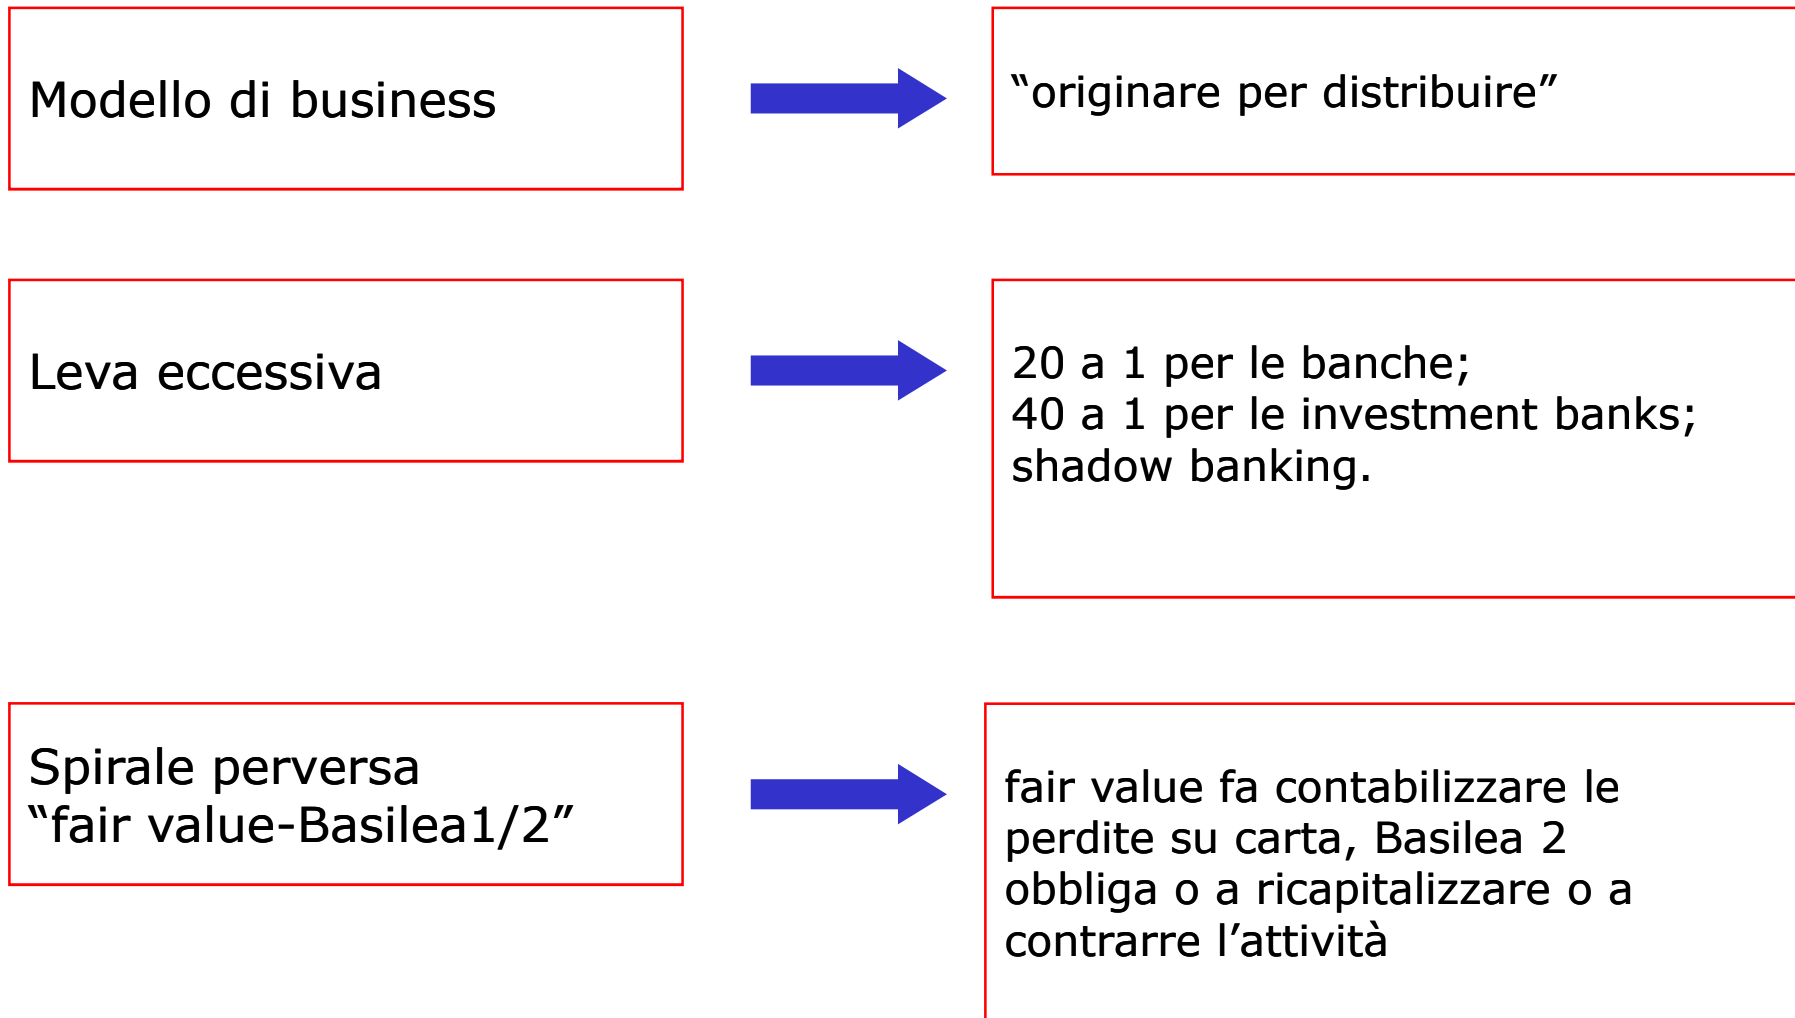 Modello di business
“originare per distribuire”
Leva eccessiva
20 a 1 per le banche;
40 a 1 per le investment banks;
shadow banking.
Spirale perversa
“fair value-Basilea1/2”
fair value fa contabilizzare le
perdite su carta, Basilea 2
obbliga o a ricapitalizzare o a
contrarre l’attività